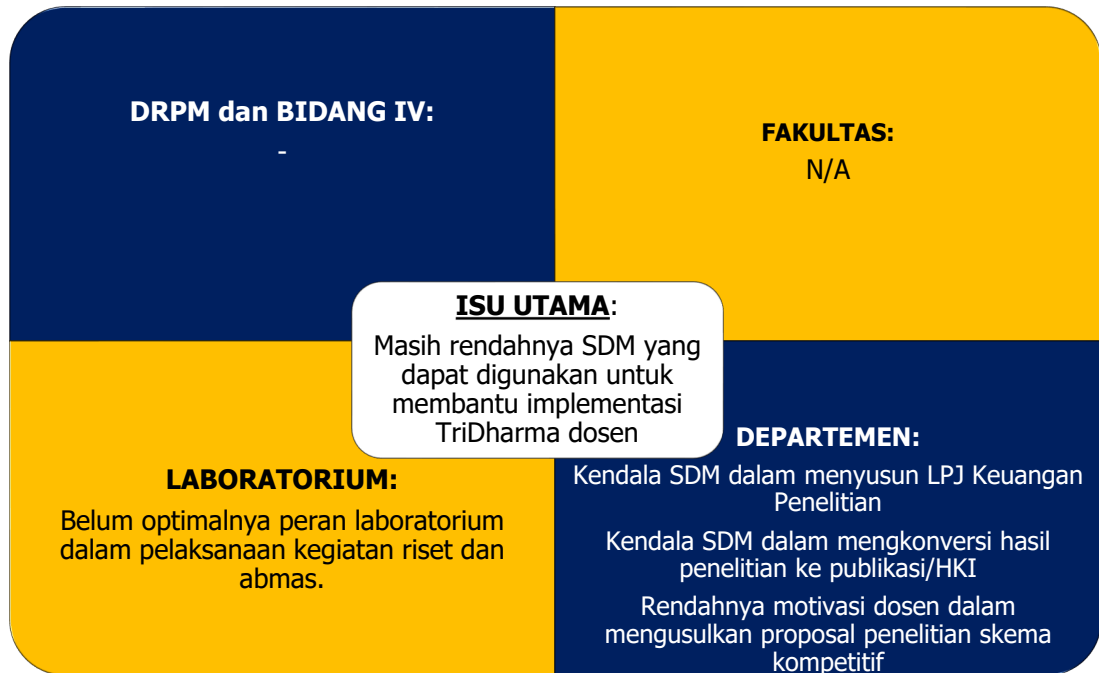 DRPM dan BIDANG IV:
-
FAKULTAS:
N/A
ISU UTAMA:
Masih rendahnya SDM yang
dapat digunakan untuk
membantu implementasi
TriDharma dosen
LABORATORIUM:
Belum optimalnya peran laboratorium
dalam pelaksanaan kegiatan riset dan
abmas.
DEPARTEMEN:
Kendala SDM dalam menyusun LPJ Keuangan
Penelitian
Kendala SDM dalam mengkonversi hasil
penelitian ke publikasi/HKI
Rendahnya motivasi dosen dalam
mengusulkan proposal penelitian skema
kompetitif